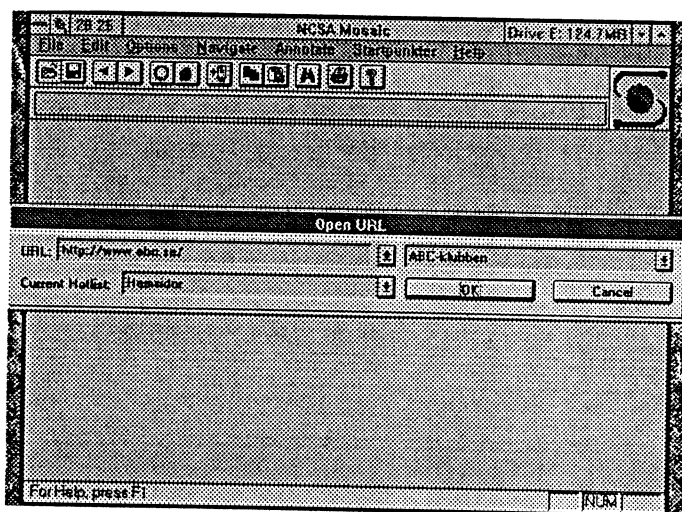 NCSA Mosaic Drive E: 124.7MB
File Edit Options Navigate Annotate Startpunkter Help
Open URL
URL: http://www.abc.se/ ABC-klubben
Current Hotlist: Hemsidor OK Cancel
For Help, press F1 NUM